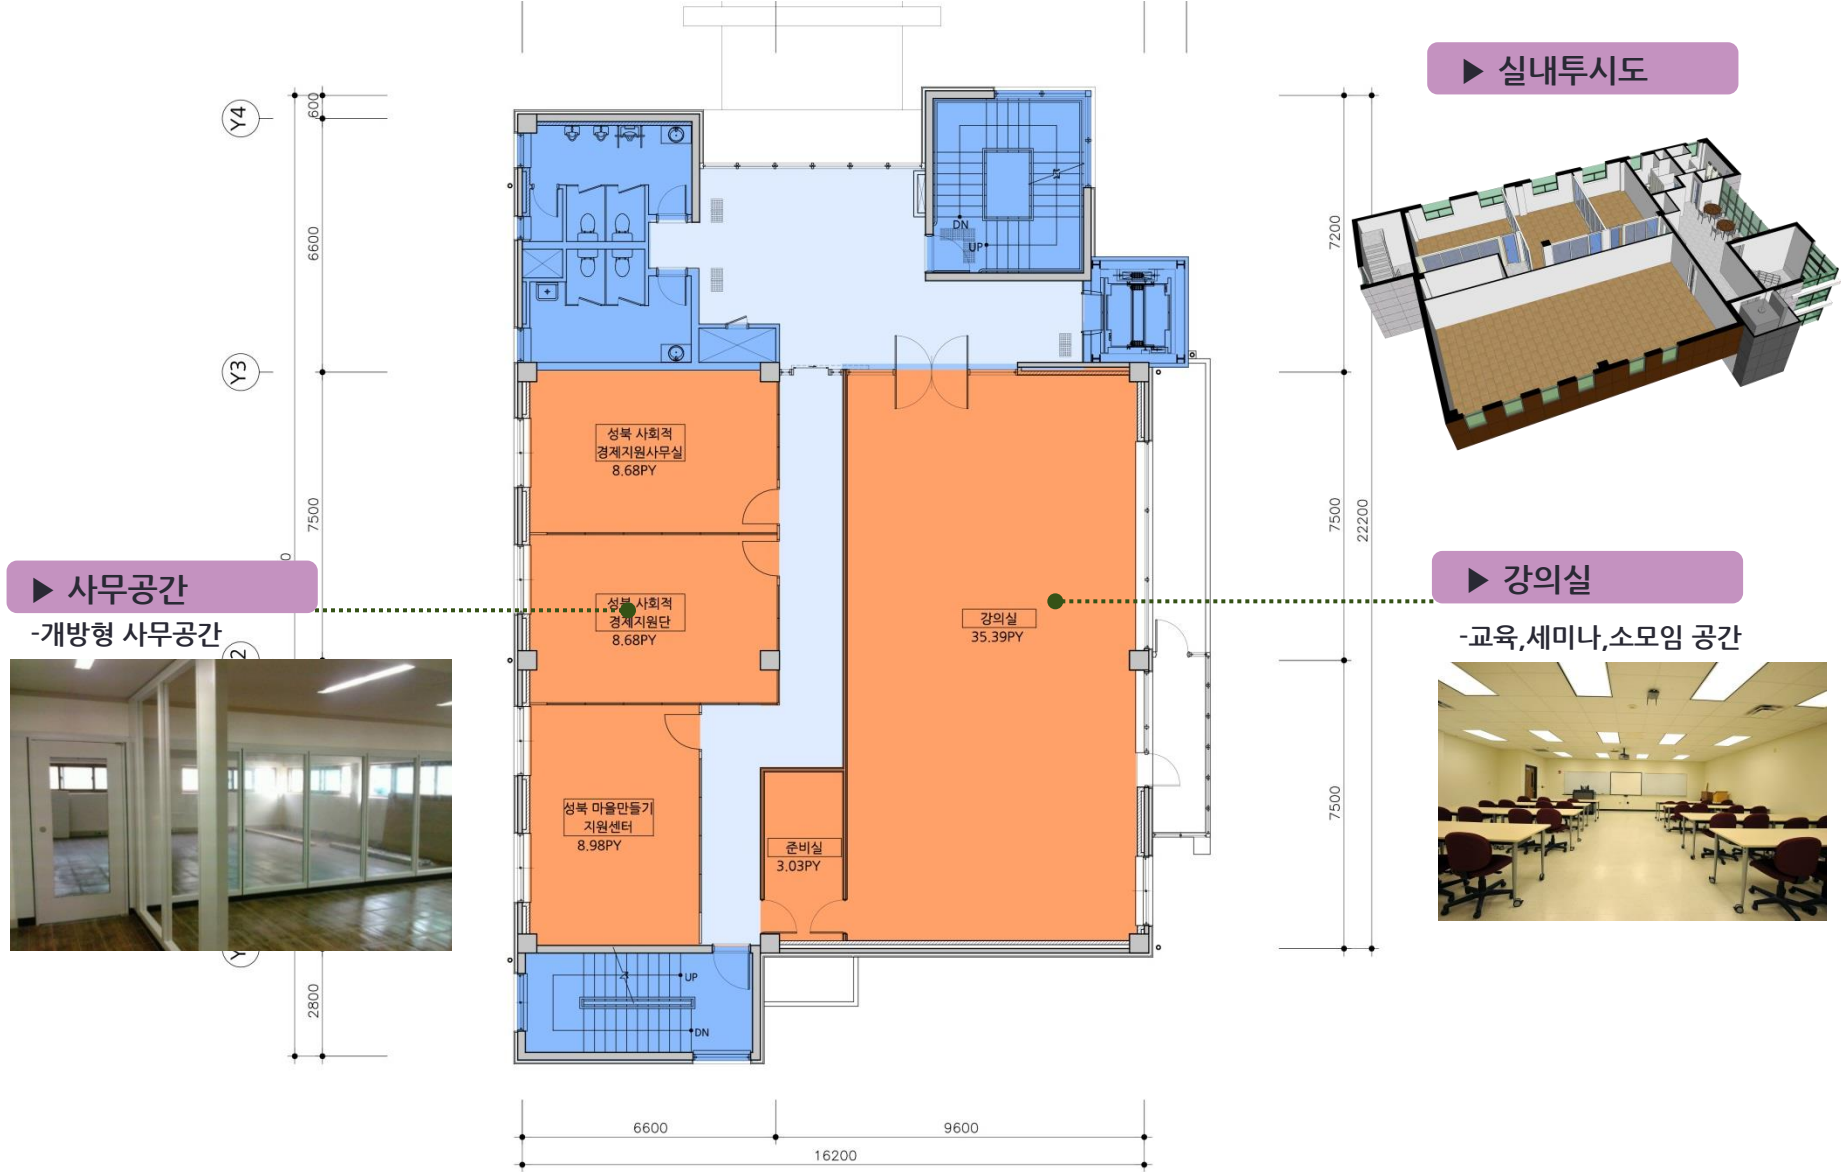 ▶ 실내투시도
Y4
600
6600
7200
DN
UP
Y3
성북 사회적
경제지원사무실
8.68PY
7500
7500
22200
0
▶ 사무공간
-개방형 사무공간
성북 사회적
경제지원단
8.68PY
강의실
35.39PY
▶ 강의실
-교육,세미나,소모임 공간
2
성북 마을만들기
지원센터
8.98PY
준비실
3.03PY
7500
Y
2800
UP
DN
6600
9600
16200